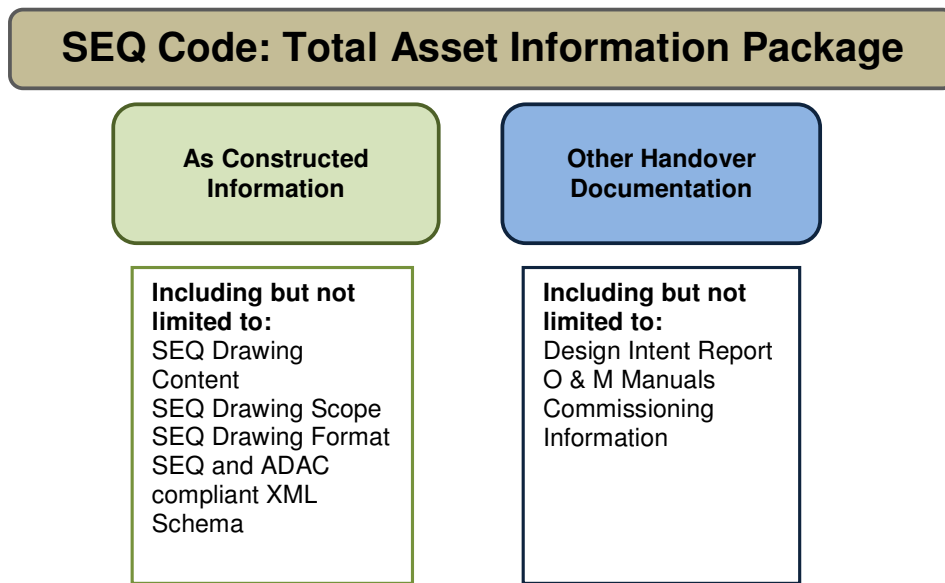 SEQ Code: Total Asset Information Package
As Constructed
Information
Other Handover
Documentation
Including but not
limited to:
SEQ Drawing
Content
SEQ Drawing Scope
SEQ Drawing Format
SEQ and ADAC
compliant XML
Schema
Including but not
limited to:
Design Intent Report
O & M Manuals
Commissioning
Information